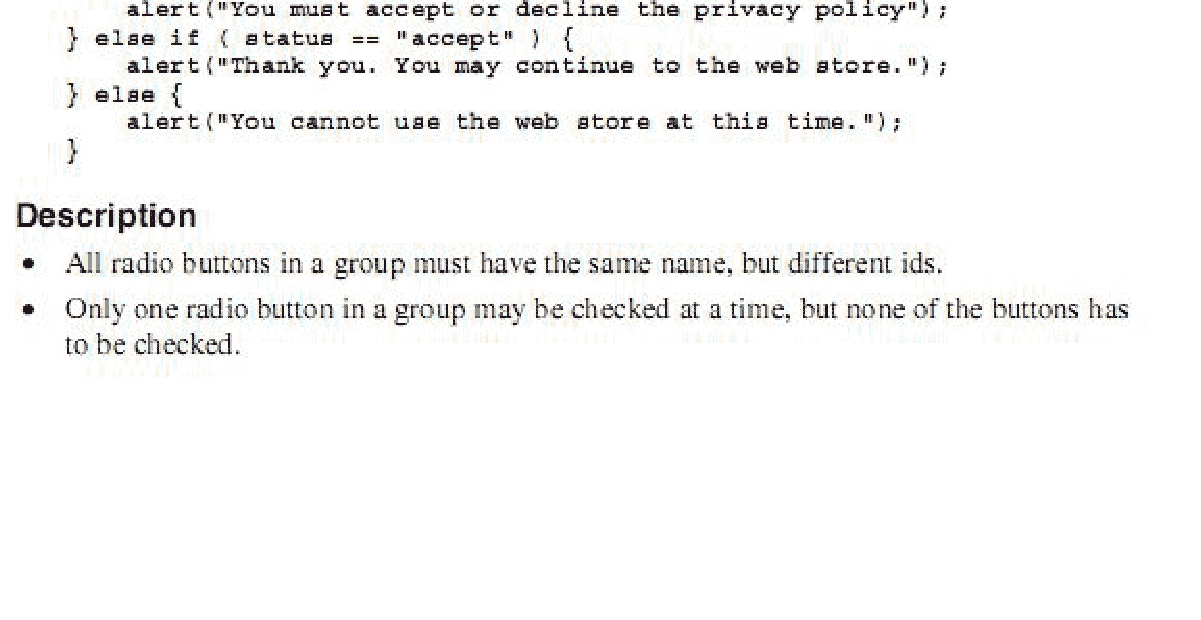 alert("You must accept or decline the privacy policy");
} else if ( status == "accept" ) {
alert("Thank you. You may continue to the web store.");
} else {
alert("You cannot use the web store at this time.");
}
Description
• All radio buttons in a group must have the same name, but different ids.
• Only one radio button in a group may be checked at a time, but none of the buttons has
to be checked.